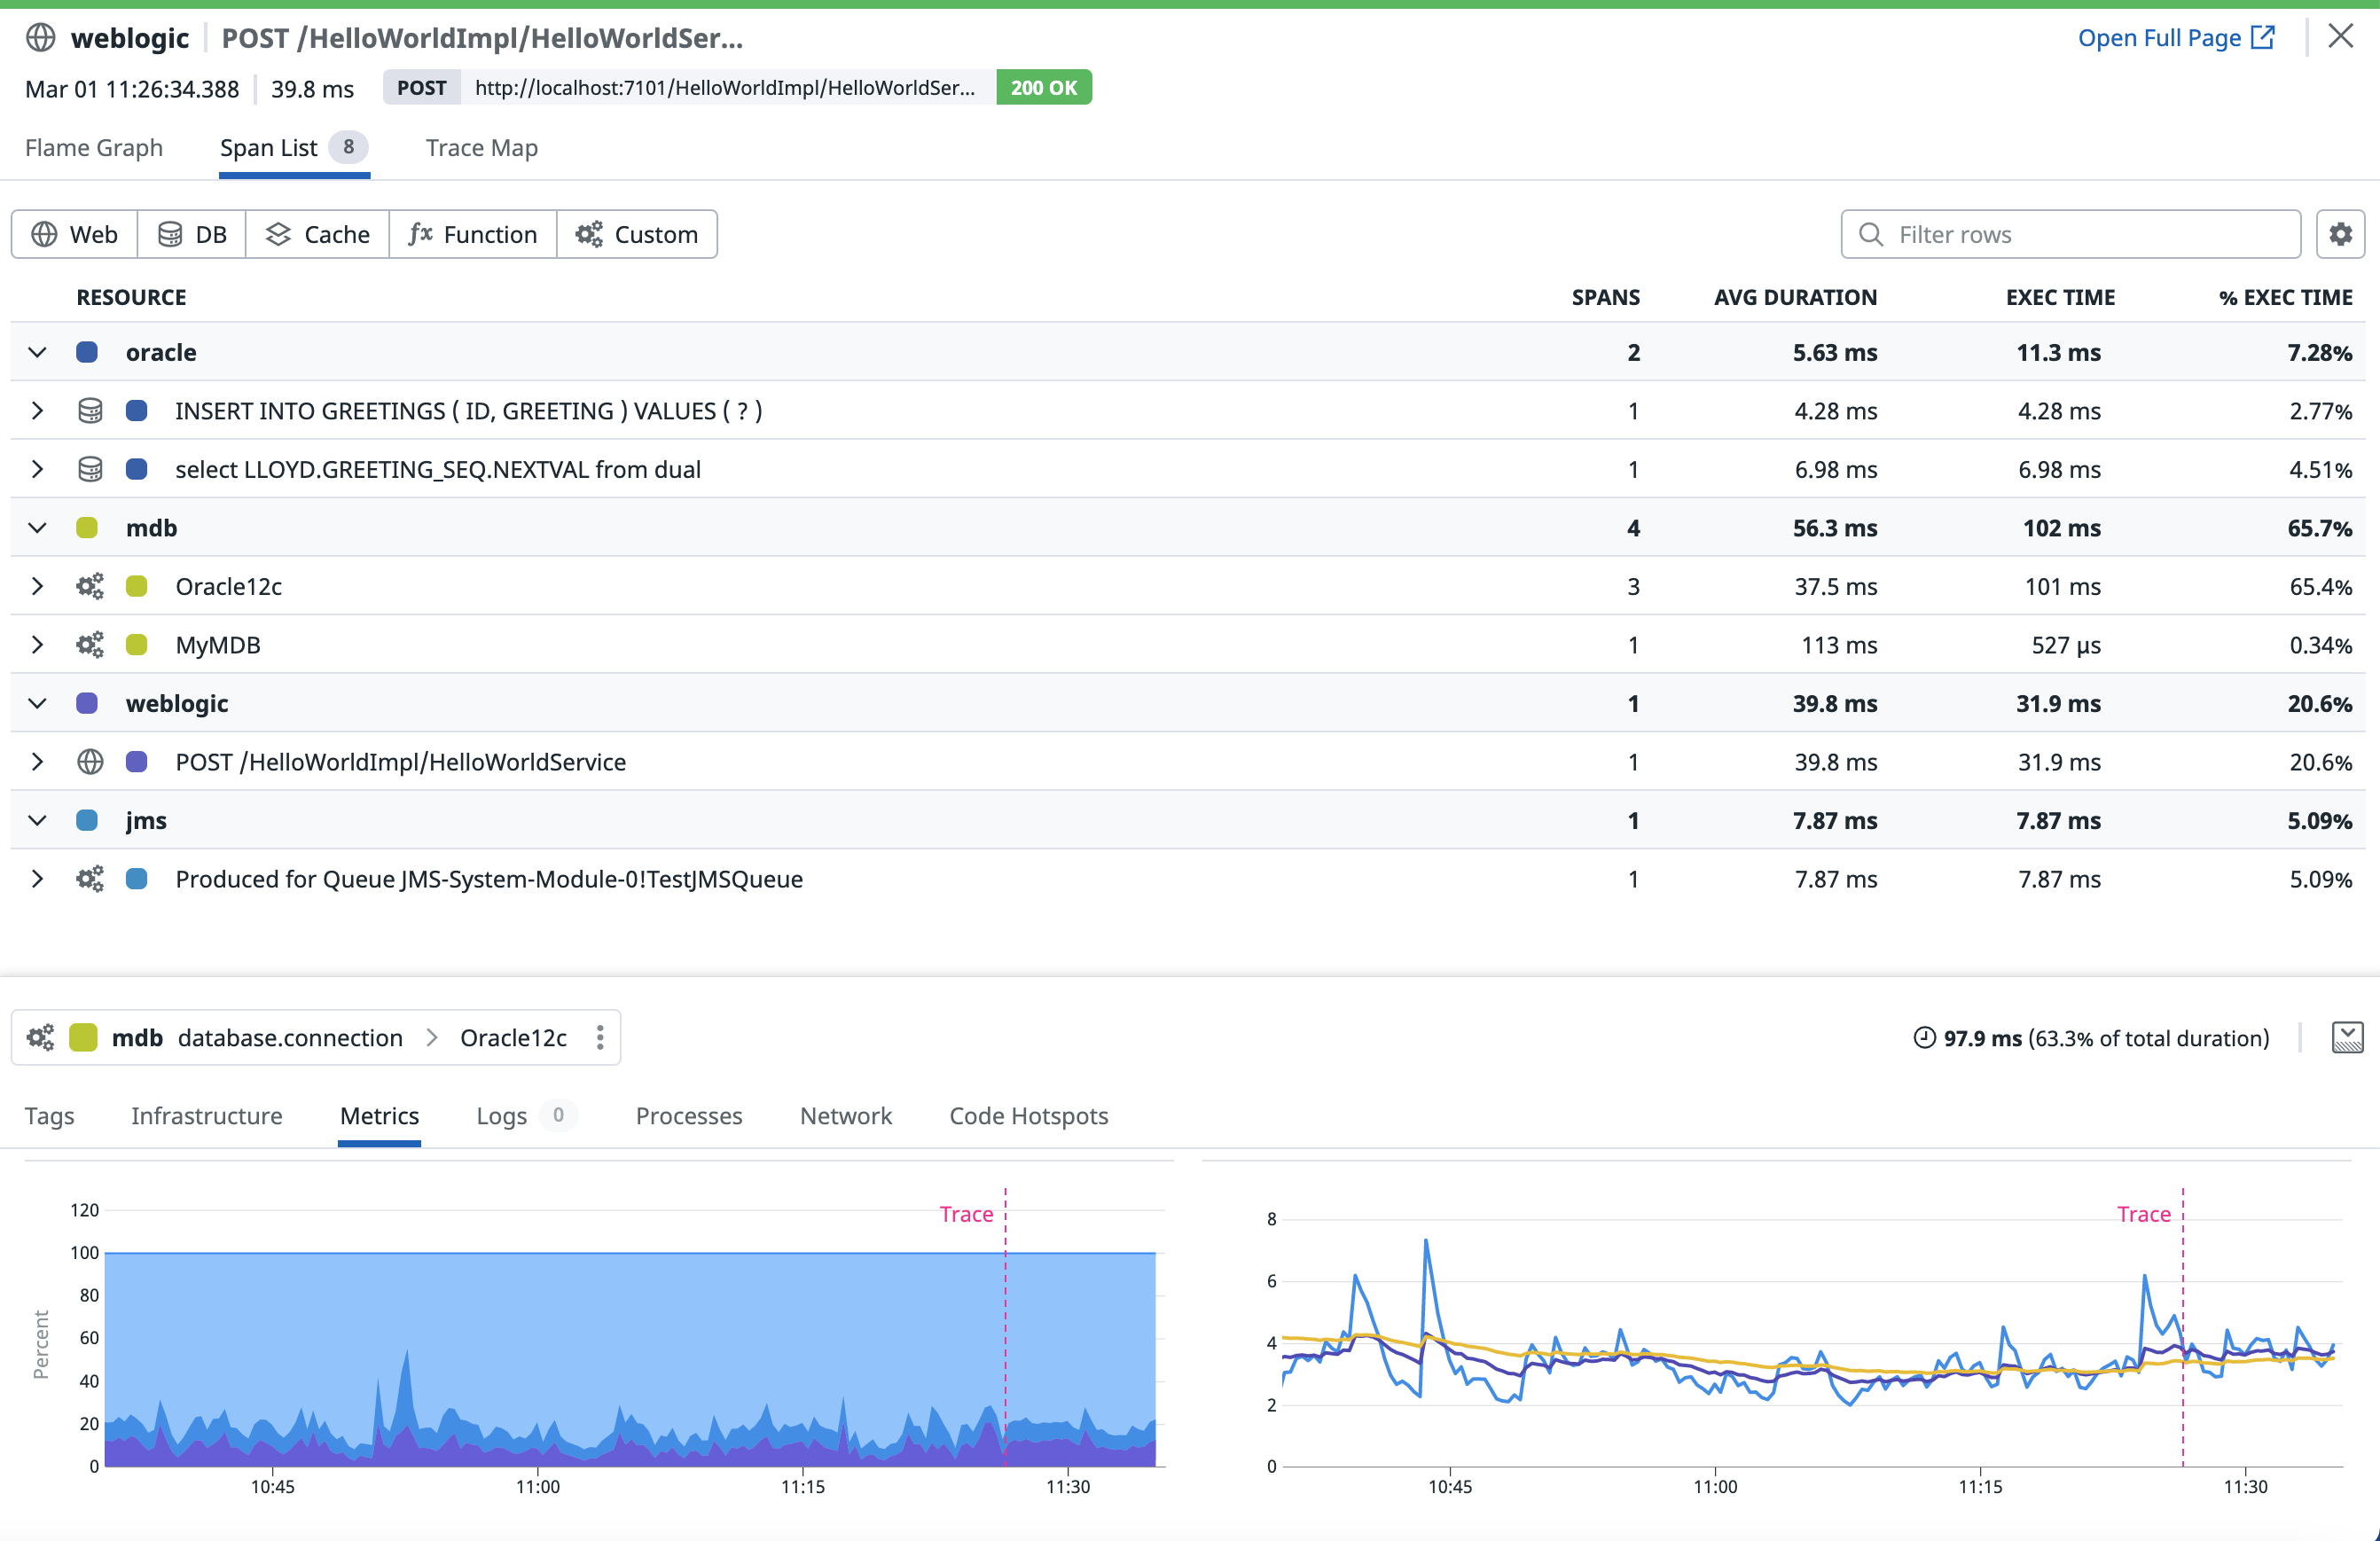 weblogic POST /HelloWorldImpl/HelloWorldSer... Open Full Page
Mar 01 11:26:34.388 39.8 ms POST http://localhost:7101/HelloWorldImpl/HelloWorldSer... 200 OK
Flame Graph Span List 8 Trace Map
Web DB Cache fx Function Custom Filter rows
RESOURCE SPANS AVG DURATION EXEC TIME % EXEC TIME
oracle 2 5.63 ms 11.3 ms 7.28%
INSERT INTO GREETINGS ( ID, GREETING ) VALUES ( ? ) 1 4.28 ms 4.28 ms 2.77%
select LLOYD.GREETING_SEQ.NEXTVAL from dual 1 6.98 ms 6.98 ms 4.51%
mdb 4 56.3 ms 102 ms 65.7%
Oracle12c 3 37.5 ms 101 ms 65.4%
MyMDB 1 113 ms 527 µs 0.34%
weblogic 1 39.8 ms 31.9 ms 20.6%
POST /HelloWorldImpl/HelloWorldService 1 39.8 ms 31.9 ms 20.6%
jms 1 7.87 ms 7.87 ms 5.09%
Produced for Queue JMS-System-Module-0!TestJMSQueue 1 7.87 ms 7.87 ms 5.09%
mdb database.connection > Oracle12c 97.9 ms (63.3% of total duration)
Tags Infrastructure Metrics Logs 0 Processes Network Code Hotspots
Percent
120
100
80
60
40
20
0
Trace
10:45 11:00 11:15 11:30
8
6
4
2
0
Trace
10:45 11:00 11:15 11:30